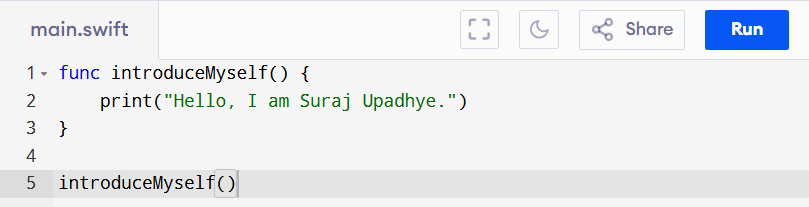 main.swift Share Run
1 func introduceMyself() {
2     print("Hello, I am Suraj Upadhye.")
3 }
4
5 introduceMyself()